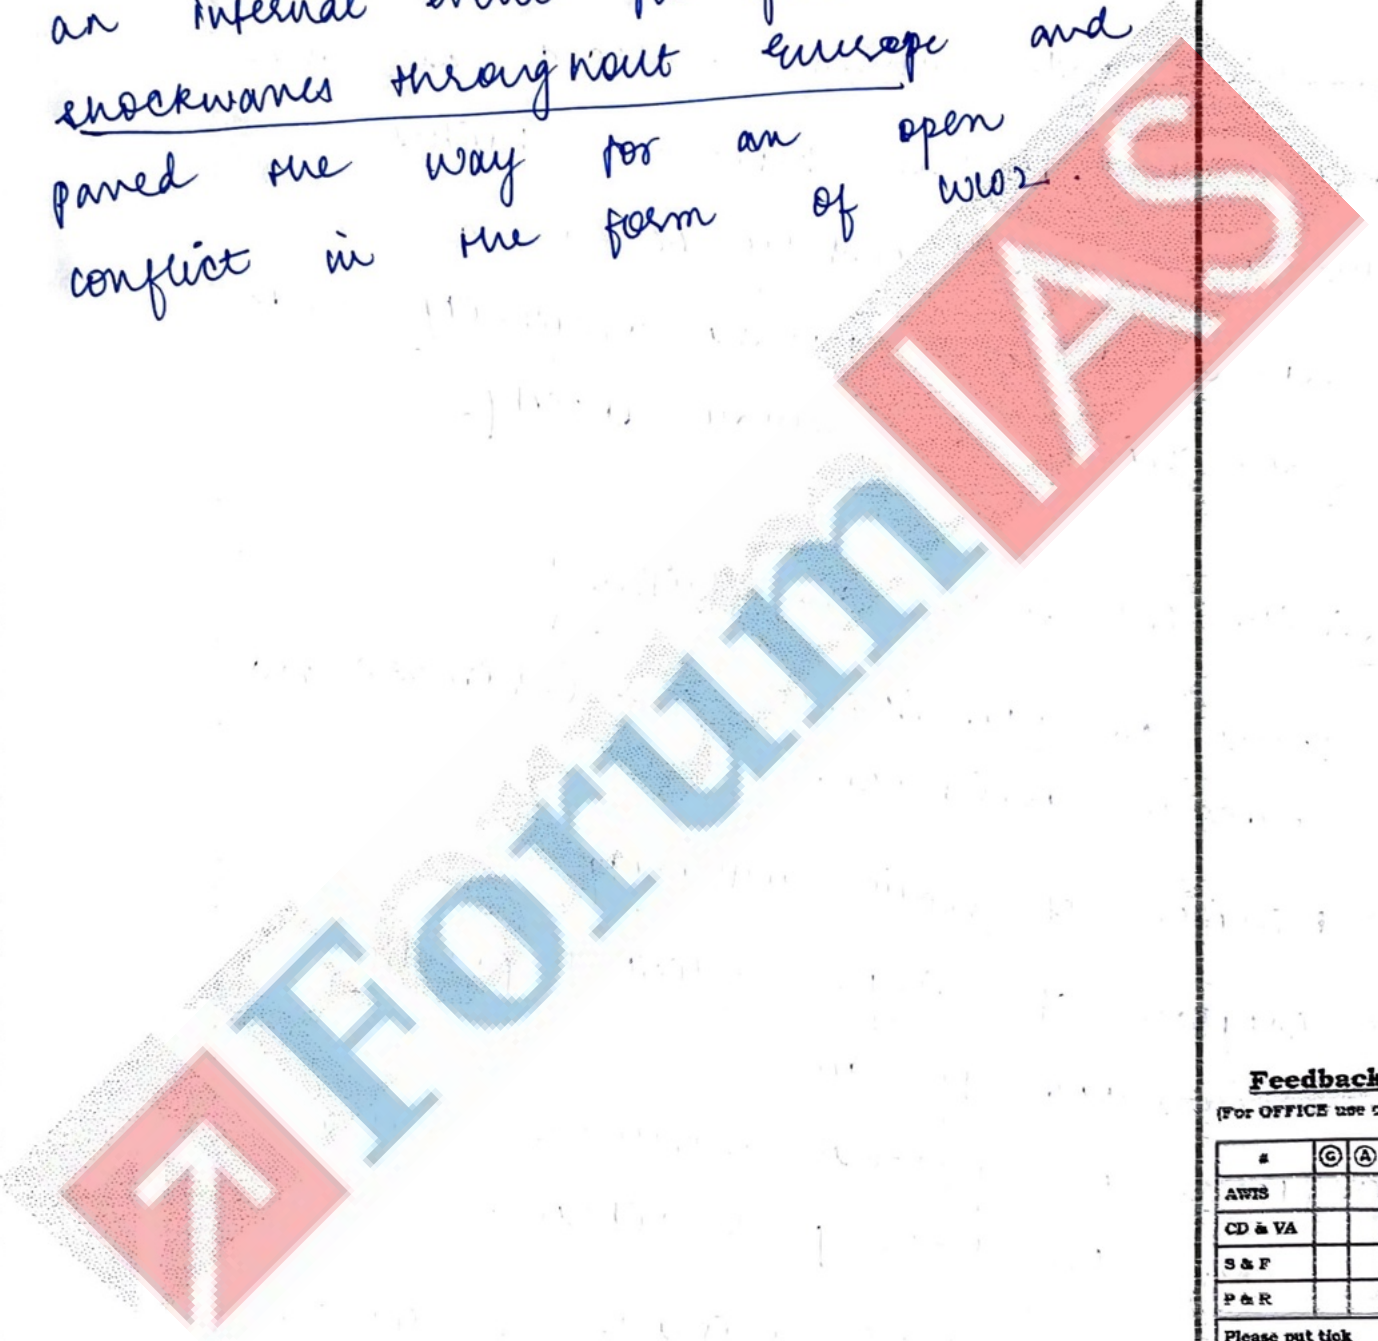 an internal
shockwaves throughout europe and
paved the way for an open
conflict in the form of WW2.
ForumIAS
Feedback
(For OFFICE use
# G A
AWIS
CD & VA
S & F
P & R
Please put tick